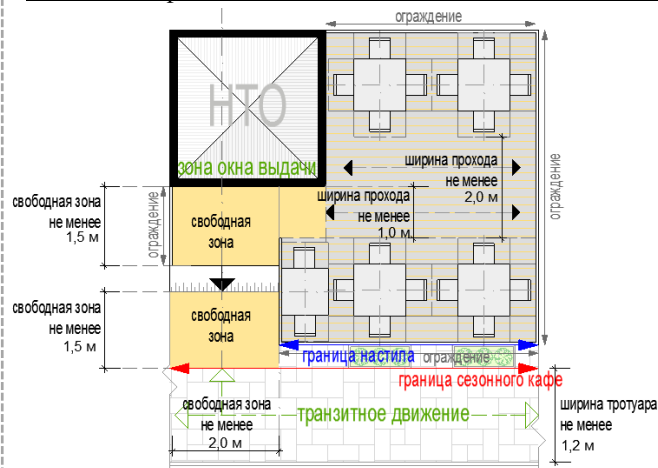 ограждение
НТО
зона окна выдачи
ширина прохода
не менее
2,0 м
ограждение
ширина прохода
не менее
1,0 м
свободная зона
не менее
1,5 м
ограждение
свободная
зона
свободная зона
не менее
1,5 м
свободная
зона
граница настила
ограждение
граница сезонного кафе
свободная зона
не менее
2,0 м
транзитное движение
ширина тротуара
не менее
1,2 м